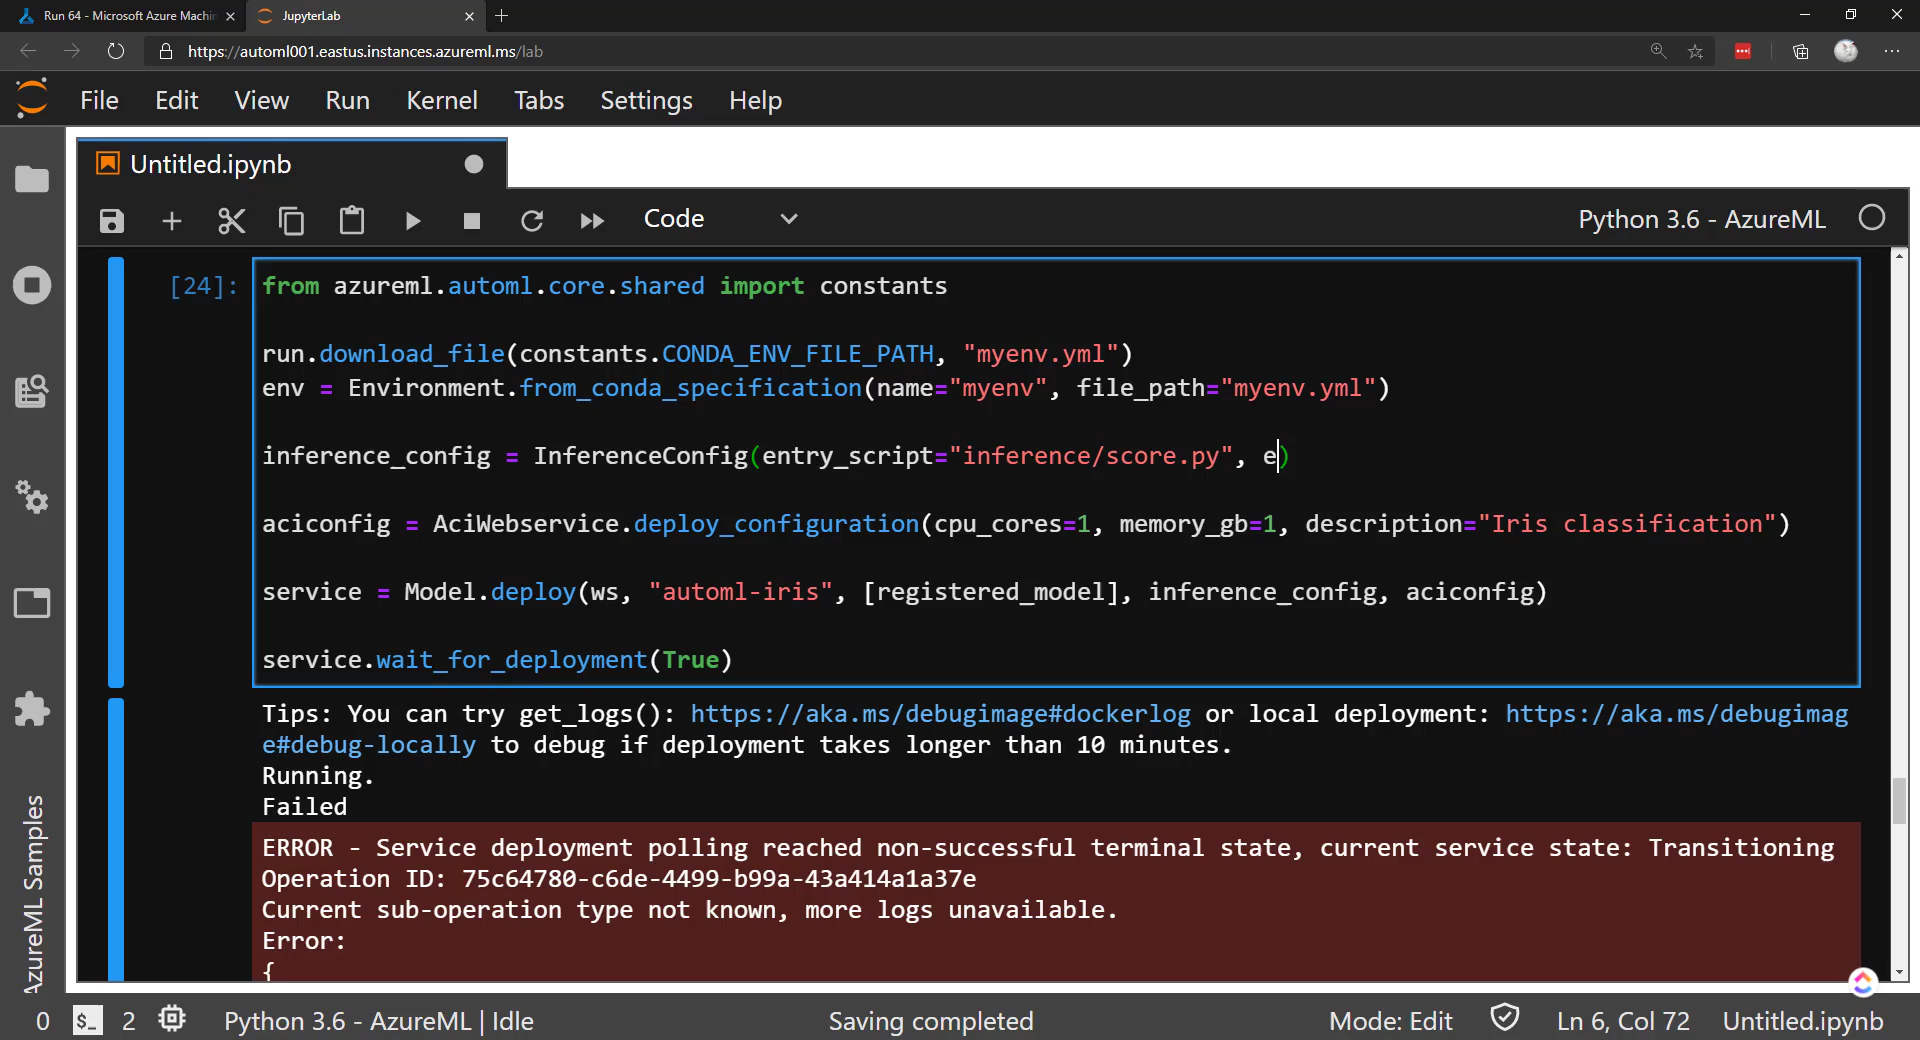 Run 64 - Microsoft Azure Machi
JupyterLab
https://automl001.eastus.instances.azureml.ms/lab
File Edit View Run Kernel Tabs Settings Help
Untitled.ipynb
Code
Python 3.6 - AzureML
[24]:
from azureml.automl.core.shared import constants
run.download_file(constants.CONDA_ENV_FILE_PATH, "myenv.yml")
env = Environment.from_conda_specification(name="myenv", file_path="myenv.yml")
inference_config = InferenceConfig(entry_script="inference/score.py", e)
aciconfig = AciWebservice.deploy_configuration(cpu_cores=1, memory_gb=1, description="Iris classification")
service = Model.deploy(ws, "automl-iris", [registered_model], inference_config, aciconfig)
service.wait_for_deployment(True)
Tips: You can try get_logs(): https://aka.ms/debugimage#dockerlog or local deployment: https://aka.ms/debugimag
e#debug-locally to debug if deployment takes longer than 10 minutes.
Running.
Failed
ERROR - Service deployment polling reached non-successful terminal state, current service state: Transitioning
Operation ID: 75c64780-c6de-4499-b99a-43a414a1a37e
Current sub-operation type not known, more logs unavailable.
Error:
{
AzureML Samples
0 $_ 2 Python 3.6 - AzureML | Idle Saving completed Mode: Edit Ln 6, Col 72 Untitled.ipynb